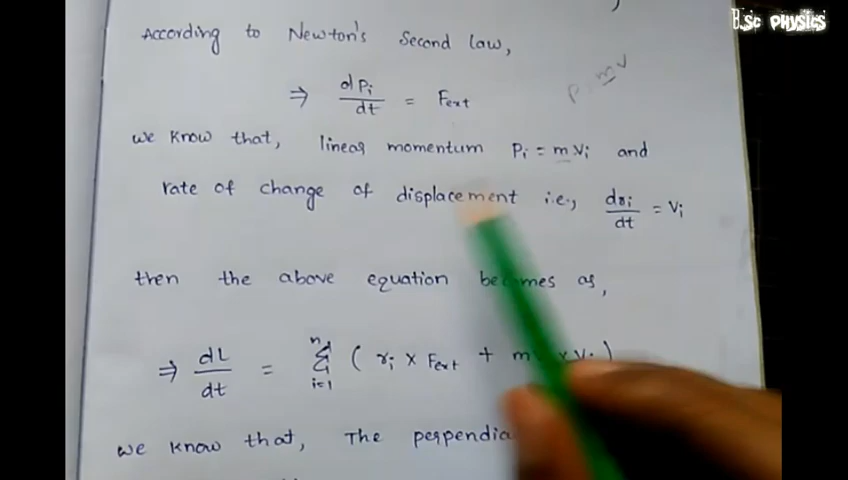 B.Sc PHYSICS
According to Newton's Second law,
P = mv
⇒ dPi/dt = Fext
we know that, linear momentum Pi = mvi and
rate of change of displacement i.e., dri/dt = Vi
then the above equation becomes as,
⇒ dL/dt = n Σ i=1 ( ri × Fext + m
we know that, The